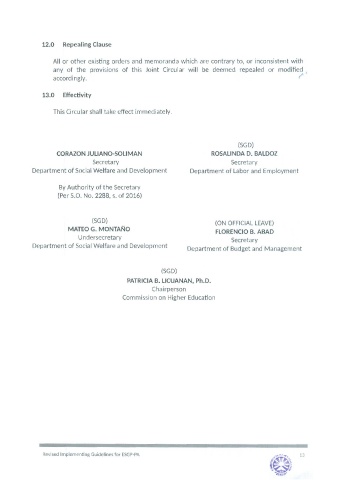 12.0 Repealing Clause
All or other existing orders and memoranda which are contrary to, or inconsistent with
any of the provisions of this Joint Circular will be deemed repealed or modified
accordingly.
13.0 Effectivity
This Circular shall take effect immediately.
CORAZON JULIANO-SOLIMAN
Secretary
Department of Social Welfare and Development
By Authority of the Secretary
(Per S.O. No. 2288, s. of 2016)
(SGD)
ROSALINDA D. BALDOZ
Secretary
Department of Labor and Employment
(SGD)
MATEO G. MONTAÑO
Undersecretary
Department of Social Welfare and Development
(ON OFFICIAL LEAVE)
FLORENCIO B. ABAD
Secretary
Department of Budget and Management
(SGD)
PATRICIA B. LICUANAN, Ph.D.
Chairperson
Commission on Higher Education
Revised Implementing Guidelines for ESGP-PA
13